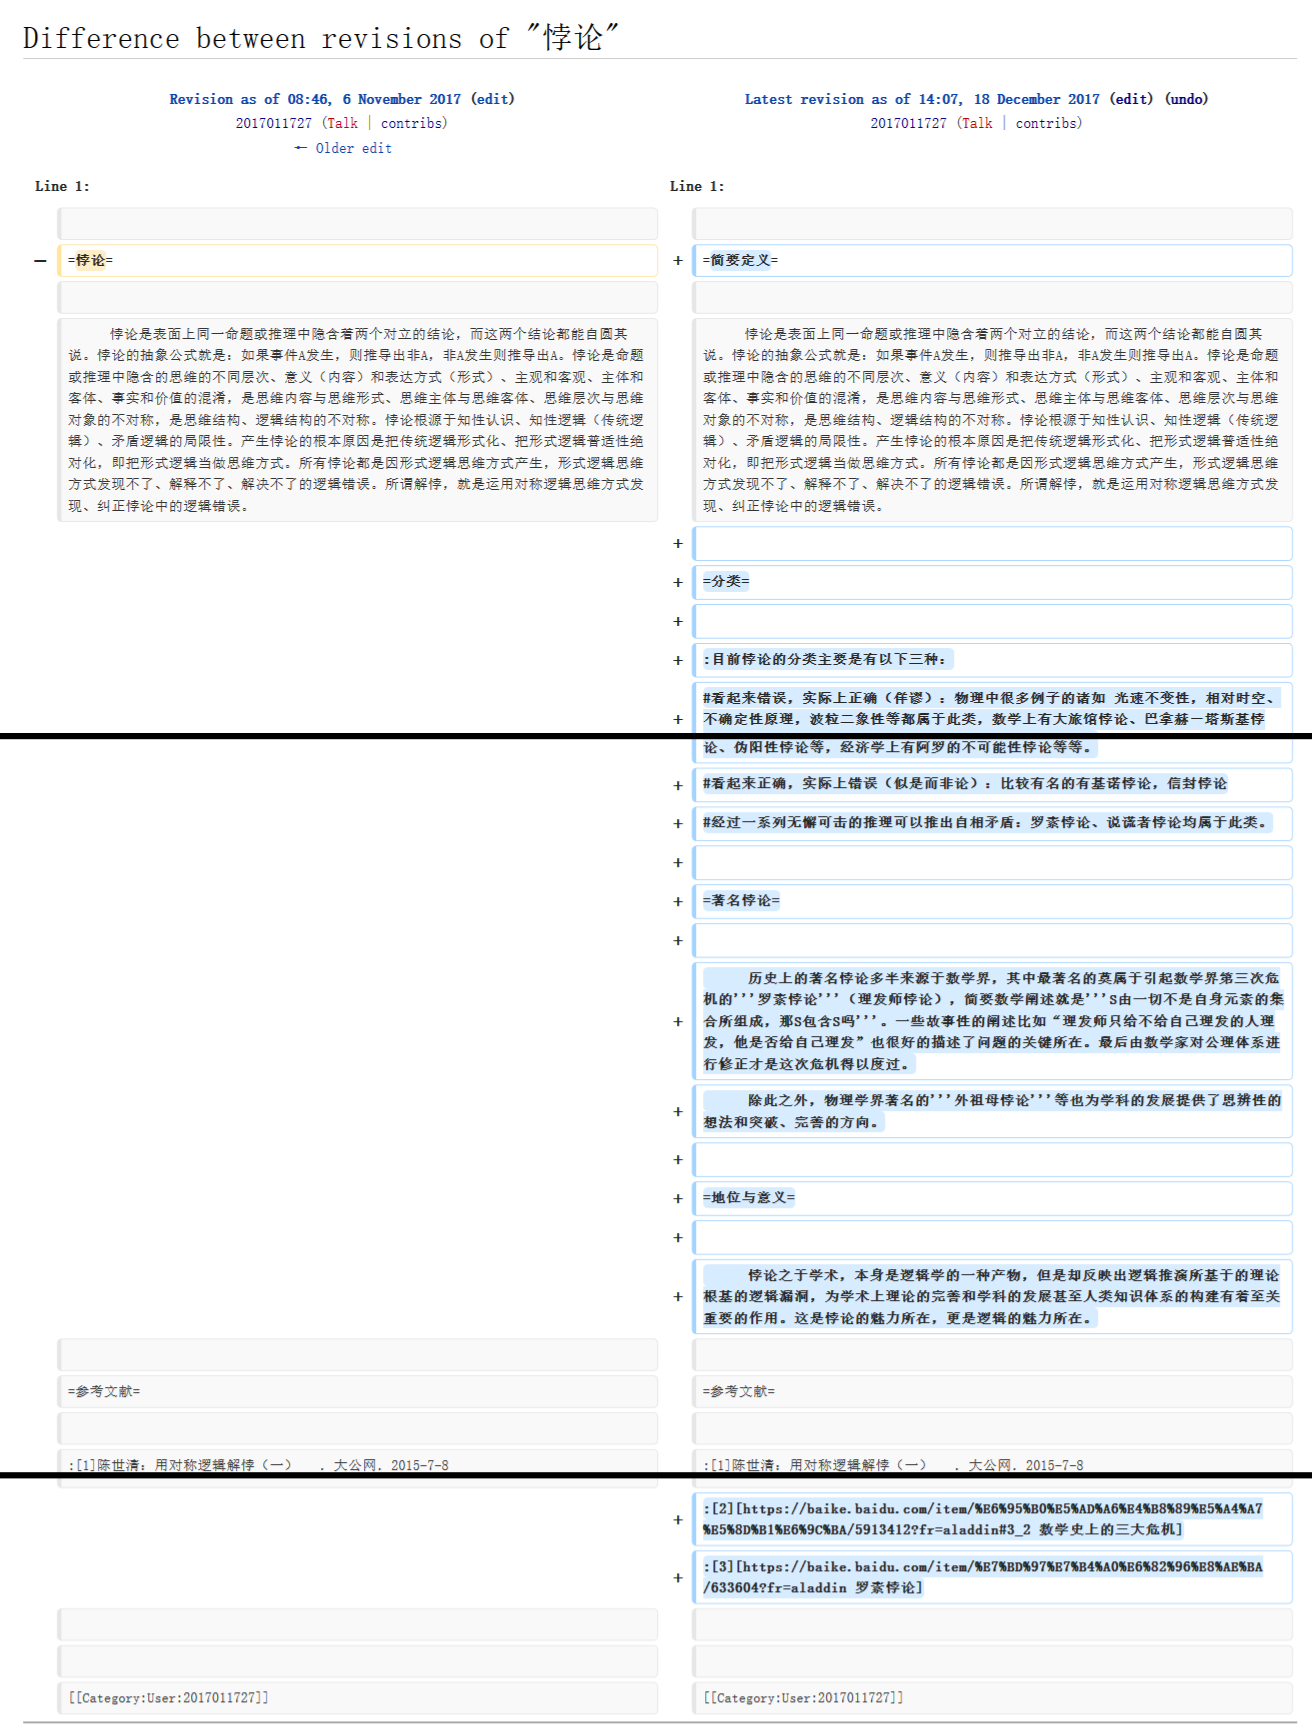 Difference between revisions of "悖论"
Revision as of 08:46, 6 November 2017 (edit)
2017011727 (Talk | contribs)
← Older edit
Latest revision as of 14:07, 18 December 2017 (edit) (undo)
2017011727 (Talk | contribs)
Line 1:
Line 1:
− =悖论=
+ =简要定义=
悖论是表面上同一命题或推理中隐含着两个对立的结论，而这两个结论都能自圆其
说。悖论的抽象公式就是：如果事件A发生，则推导出非A，非A发生则推导出A。悖论是命题
或推理中隐含的思维的不同层次、意义（内容）和表达方式（形式）、主观和客观、主体和
客体、事实和价值的混淆，是思维内容与思维形式、思维主体与思维客体、思维层次与思维
对象的不对称，是思维结构、逻辑结构的不对称。悖论根源于知性认识、知性逻辑（传统逻
辑）、矛盾逻辑的局限性。产生悖论的根本原因是把传统逻辑形式化、把形式逻辑普适性绝
对化，即把形式逻辑当做思维方式。所有悖论都是因形式逻辑思维方式产生，形式逻辑思维
方式发现不了、解释不了、解决不了的逻辑错误。所谓解悖，就是运用对称逻辑思维方式发
现、纠正悖论中的逻辑错误。
悖论是表面上同一命题或推理中隐含着两个对立的结论，而这两个结论都能自圆其
说。悖论的抽象公式就是：如果事件A发生，则推导出非A，非A发生则推导出A。悖论是命题
或推理中隐含的思维的不同层次、意义（内容）和表达方式（形式）、主观和客观、主体和
客体、事实和价值的混淆，是思维内容与思维形式、思维主体与思维客体、思维层次与思维
对象的不对称，是思维结构、逻辑结构的不对称。悖论根源于知性认识、知性逻辑（传统逻
辑）、矛盾逻辑的局限性。产生悖论的根本原因是把传统逻辑形式化、把形式逻辑普适性绝
对化，即把形式逻辑当做思维方式。所有悖论都是因形式逻辑思维方式产生，形式逻辑思维
方式发现不了、解释不了、解决不了的逻辑错误。所谓解悖，就是运用对称逻辑思维方式发
现、纠正悖论中的逻辑错误。
+
+ =分类=
+
+ :目前悖论的分类主要是有以下三种：
#看起来错误，实际上正确（佯谬）：物理中很多例子的诸如 光速不变性，相对时空、
+ 不确定性原理，波粒二象性等都属于此类，数学上有大旅馆悖论、巴拿赫－塔斯基悖
论、伪阳性悖论等，经济学上有阿罗的不可能性悖论等等。
+ #看起来正确，实际上错误（似是而非论）：比较有名的有基诺悖论，信封悖论
+ #经过一系列无懈可击的推理可以推出自相矛盾：罗素悖论、说谎者悖论均属于此类。
+
+ =著名悖论=
+
历史上的著名悖论多半来源于数学界，其中最著名的莫属于引起数学界第三次危
机的'''罗素悖论'''（理发师悖论），简要数学阐述就是'''S由一切不是自身元素的集
+ 合所组成，那S包含S吗'''。一些故事性的阐述比如“理发师只给不给自己理发的人理
发，他是否给自己理发”也很好的描述了问题的关键所在。最后由数学家对公理体系进
行修正才是这次危机得以度过。
+ 除此之外，物理学界著名的'''外祖母悖论'''等也为学科的发展提供了思辨性的
想法和突破、完善的方向。
+
+ =地位与意义=
+
悖论之于学术，本身是逻辑学的一种产物，但是却反映出逻辑推演所基于的理论
+ 根基的逻辑漏洞，为学术上理论的完善和学科的发展甚至人类知识体系的构建有着至关
重要的作用。这是悖论的魅力所在，更是逻辑的魅力所在。
=参考文献=
=参考文献=
:[1]陈世清：用对称逻辑解悖（一） ．大公网．2015-7-8
:[1]陈世清：用对称逻辑解悖（一） ．大公网．2015-7-8
+ :[2][https://baike.baidu.com/item/%E6%95%B0%E5%AD%A6%E4%B8%89%E5%A4%A7
%E5%8D%B1%E6%9C%BA/5913412?fr=aladdin#3_2 数学史上的三大危机]
+ :[3][https://baike.baidu.com/item/%E7%BD%97%E7%B4%A0%E6%82%96%E8%AE%BA
/633604?fr=aladdin 罗素悖论]
[[Category:User:2017011727]]
[[Category:User:2017011727]]